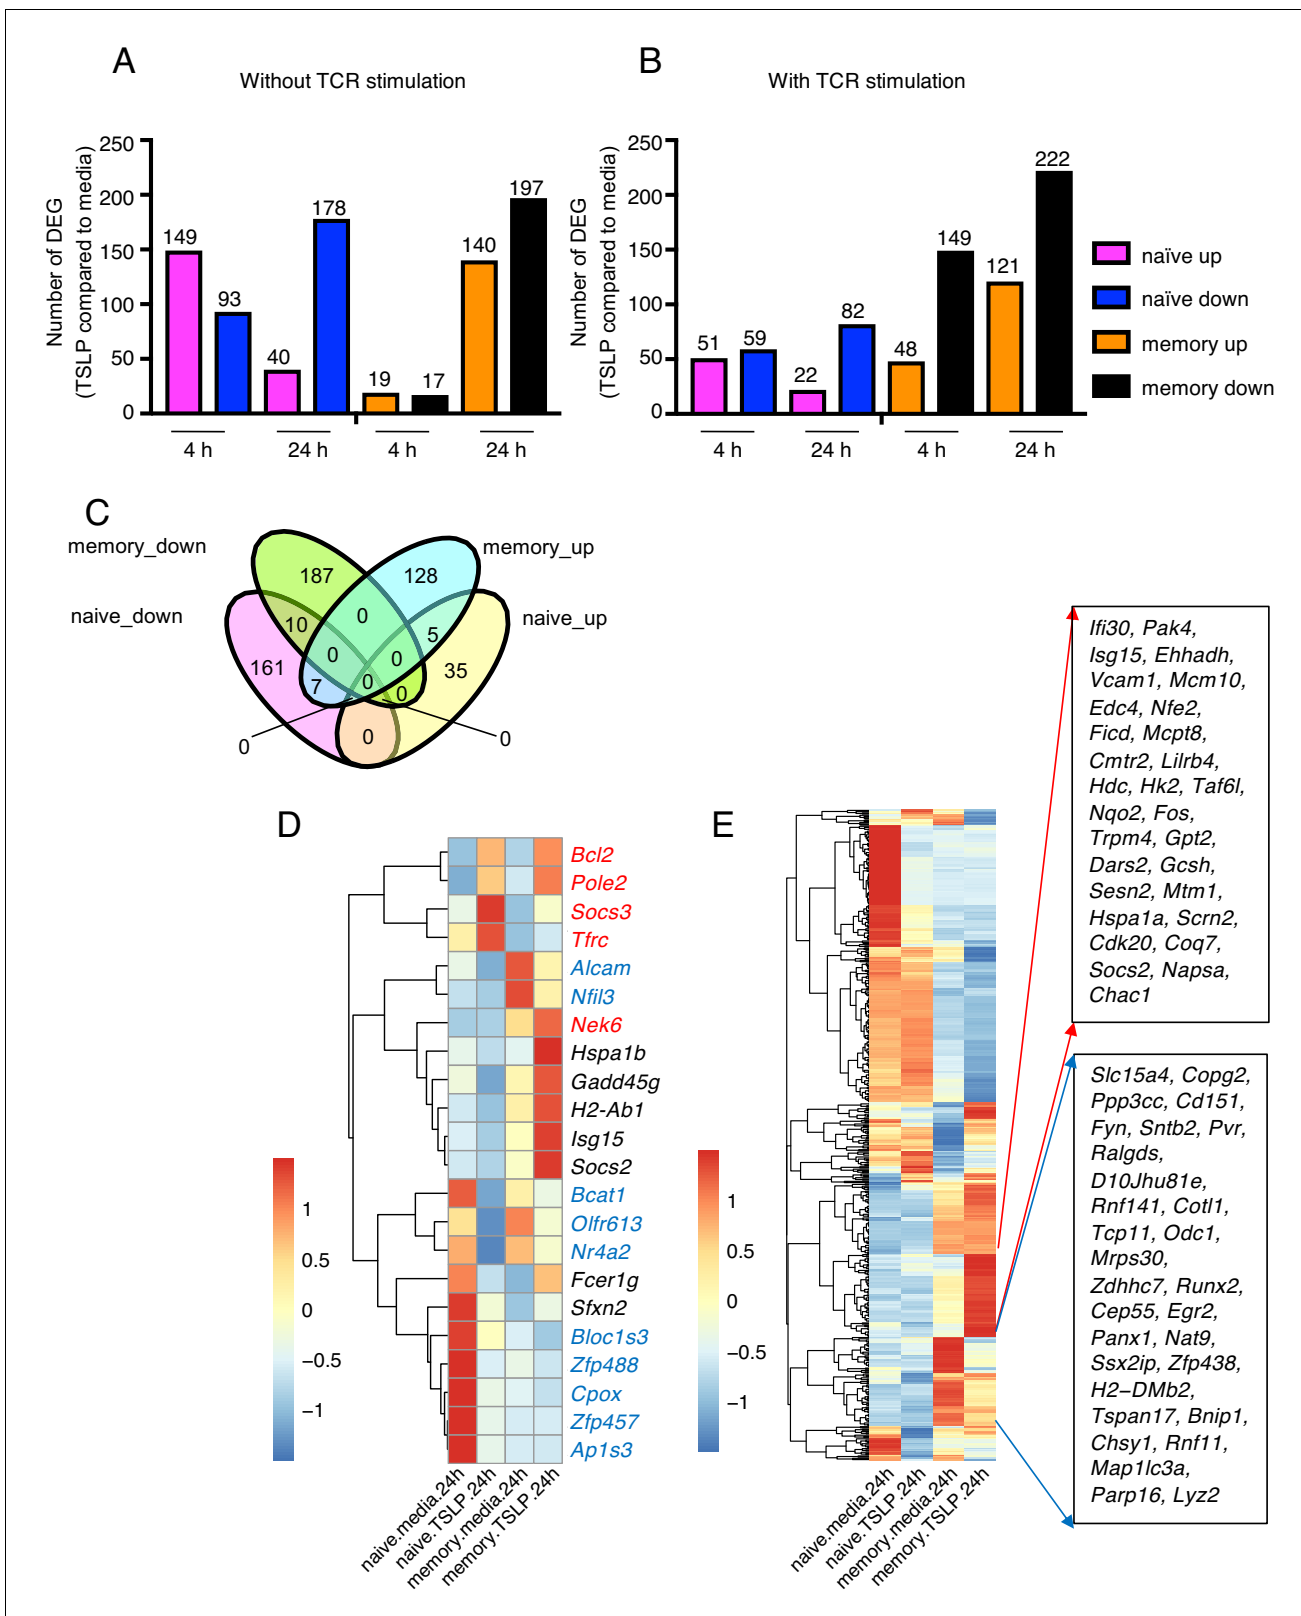 A
Without TCR stimulation
Number of DEG
(TSLP compared to media)
250
200
150
100
50
0
149
93
40
178
19
17
140
197
4 h
24 h
4 h
24 h
B
With TCR stimulation
Number of DEG
(TSLP compared to media)
250
200
150
100
50
0
51
59
22
82
48
149
121
222
4 h
24 h
4 h
24 h
naïve up
naïve down
memory up
memory down
C
memory_down
memory_up
naive_down
naive_up
187
128
0
10
5
0
0
161
35
7
0
0
0
0
0
D
Bcl2
Pole2
Socs3
Tfrc
Alcam
Nfil3
Nek6
Hspa1b
Gadd45g
H2-Ab1
Isg15
Socs2
Bcat1
Olfr613
Nr4a2
Fcer1g
Sfxn2
Bloc1s3
Zfp488
Cpox
Zfp457
Ap1s3
1
0.5
0
−0.5
−1
naive.media.24h
naive.TSLP.24h
memory.media.24h
memory.TSLP.24h
E
1
0.5
0
−0.5
−1
naive.media.24h
naive.TSLP.24h
memory.media.24h
memory.TSLP.24h
Ifi30, Pak4,
Isg15, Ehhadh,
Vcam1, Mcm10,
Edc4, Nfe2,
Ficd, Mcpt8,
Cmtr2, Lilrb4,
Hdc, Hk2, Taf6l,
Nqo2, Fos,
Trpm4, Gpt2,
Dars2, Gcsh,
Sesn2, Mtm1,
Hspa1a, Scrn2,
Cdk20, Coq7,
Socs2, Napsa,
Chac1
Slc15a4, Copg2,
Ppp3cc, Cd151,
Fyn, Sntb2, Pvr,
Ralgds,
D10Jhu81e,
Rnf141, Cotl1,
Tcp11, Odc1,
Mrps30,
Zdhhc7, Runx2,
Cep55, Egr2,
Panx1, Nat9,
Ssx2ip, Zfp438,
H2−DMb2,
Tspan17, Bnip1,
Chsy1, Rnf11,
Map1lc3a,
Parp16, Lyz2